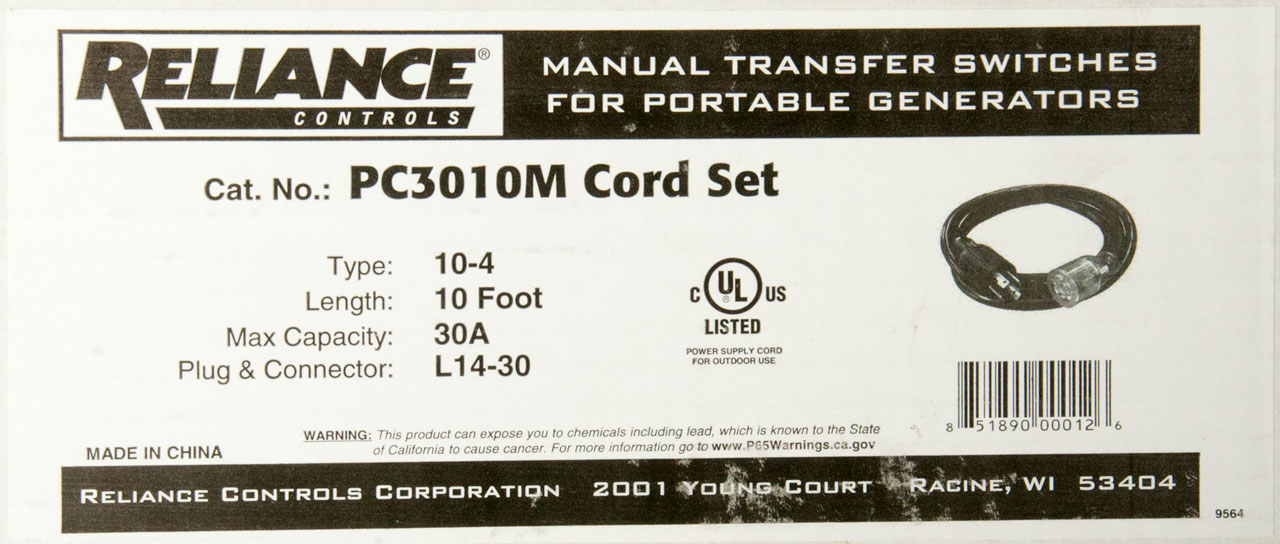 RELIANCE®
CONTROLS
MANUAL TRANSFER SWITCHES
FOR PORTABLE GENERATORS
Cat. No.: PC3010M Cord Set
Type: 10-4
Length: 10 Foot
Max Capacity: 30A
Plug & Connector: L14-30
C UL® US
LISTED
POWER SUPPLY CORD
FOR OUTDOOR USE
8 51890 00012 6
WARNING: This product can expose you to chemicals including lead, which is known to the State
of California to cause cancer. For more information go to www.P65Warnings.ca.gov
MADE IN CHINA
RELIANCE CONTROLS CORPORATION 2001 YOUNG COURT RACINE, WI 53404
9564